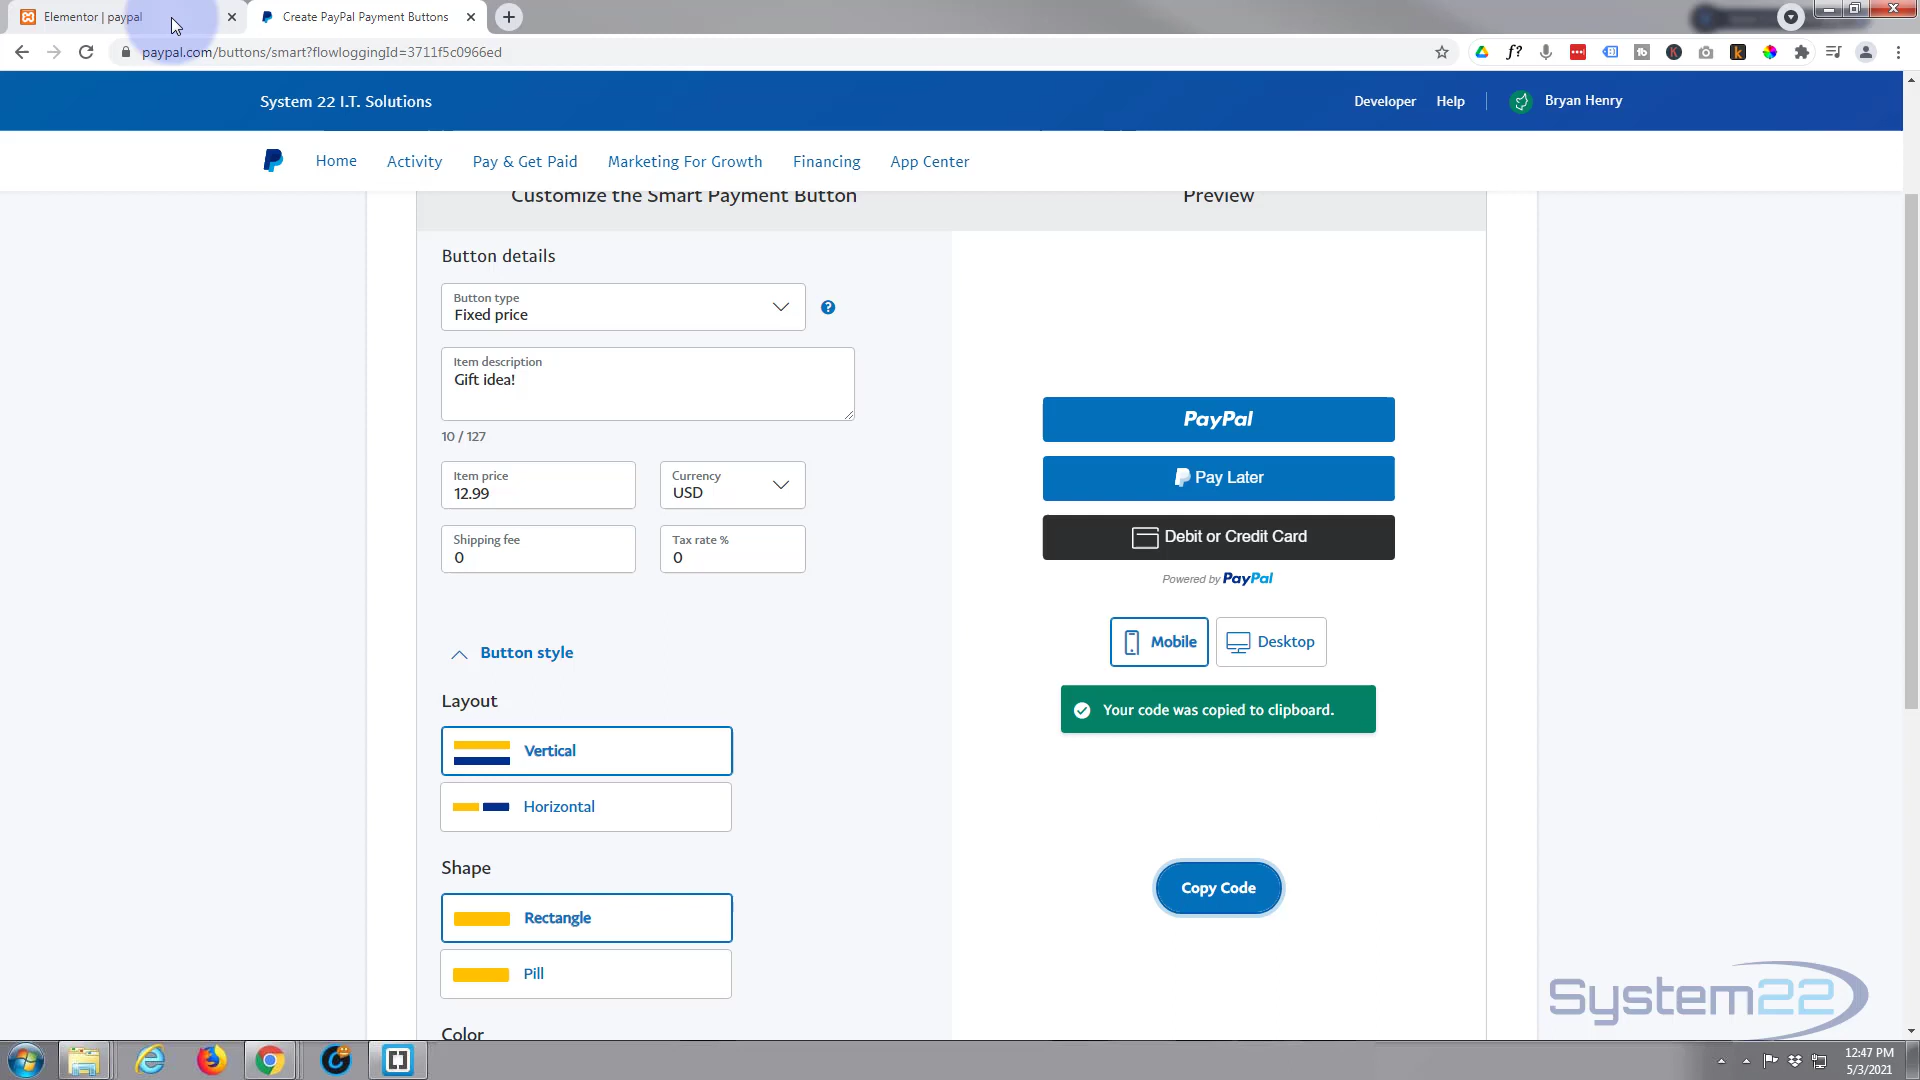 Elementor | paypal
Create PayPal Payment Buttons
paypal.com/buttons/smart?flowloggingId=3711f5c0966ed
System 22 I.T. Solutions
Developer
Help
Bryan Henry
Home
Activity
Pay & Get Paid
Marketing For Growth
Financing
App Center
Customize the Smart Payment Button
Preview
Button details
Button type
Fixed price
Item description
Gift idea!
10 / 127
Item price
12.99
Currency
USD
Shipping fee
0
Tax rate %
0
Button style
Layout
Vertical
Horizontal
Shape
Rectangle
Pill
Color
PayPal
Pay Later
Debit or Credit Card
Powered by PayPal
Mobile
Desktop
Your code was copied to clipboard.
Copy Code
System22
12:47 PM
5/3/2021